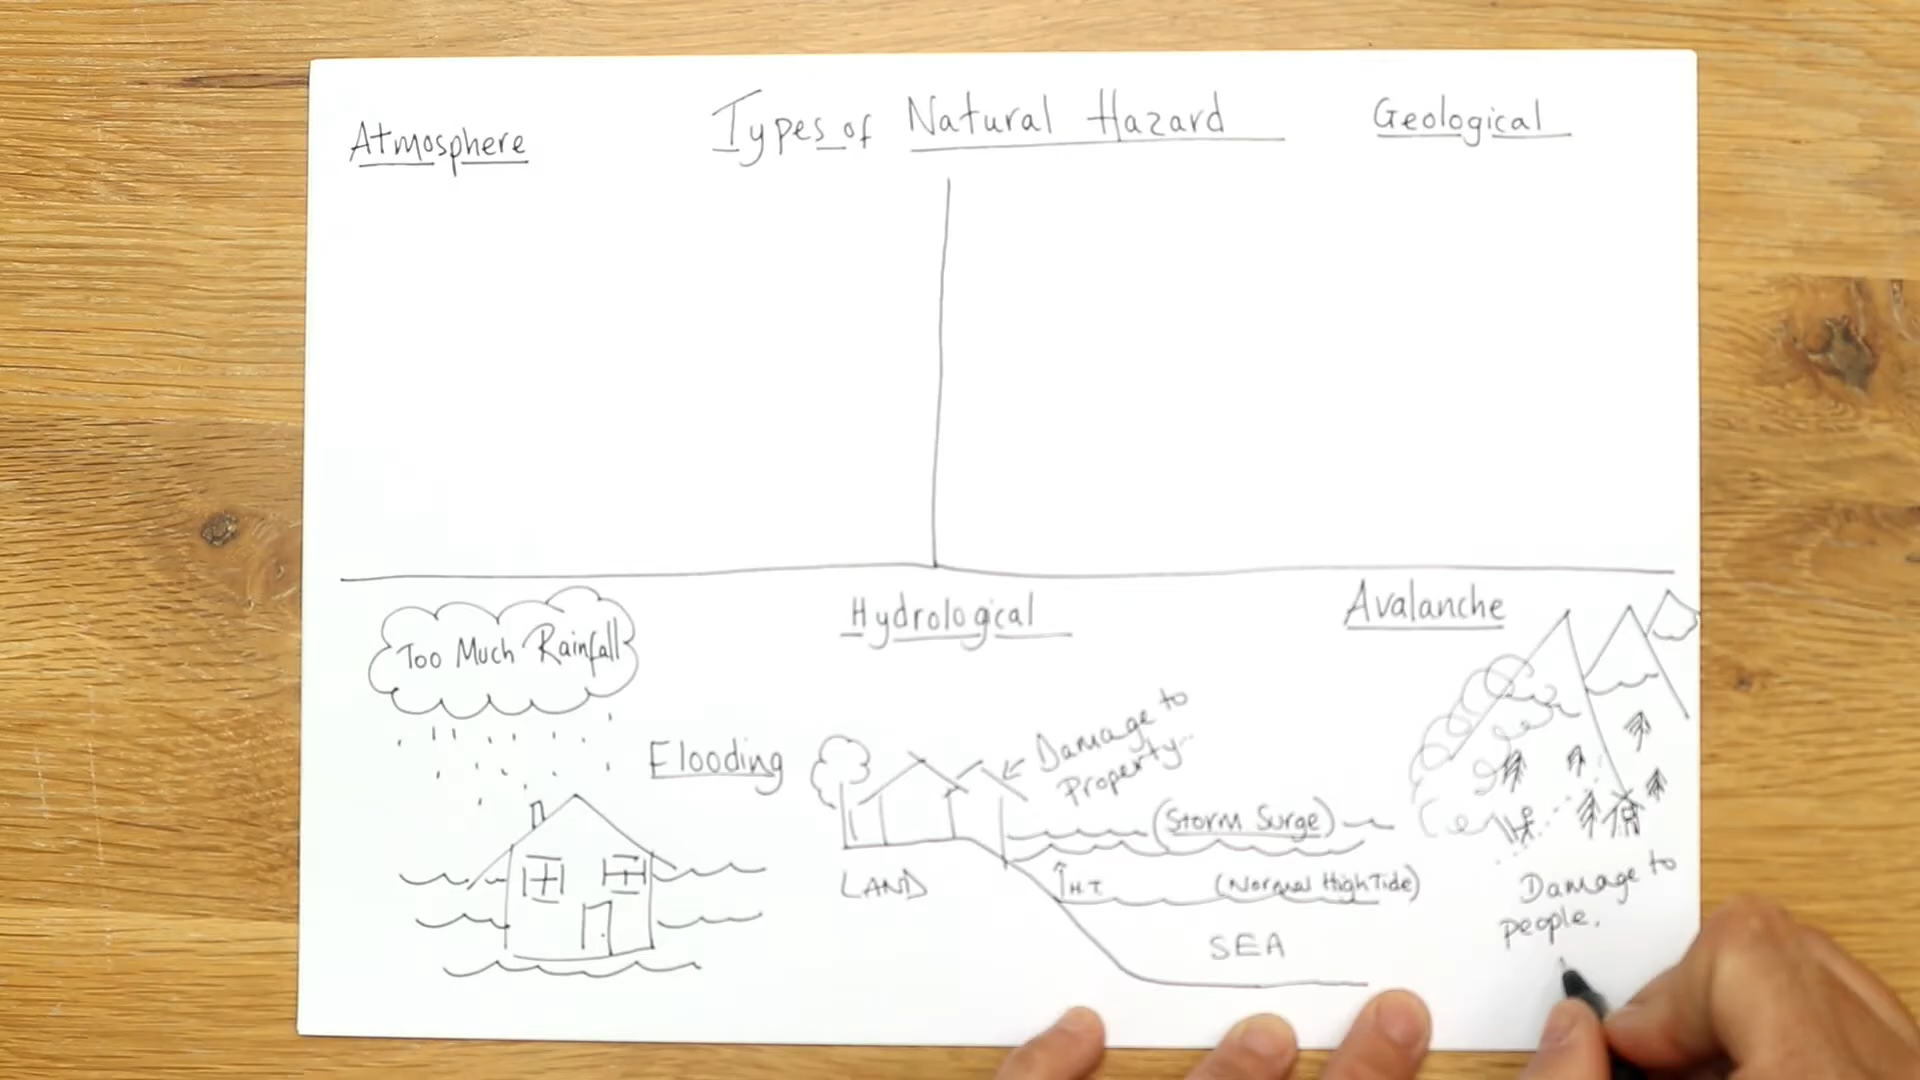 Atmosphere
Types of Natural Hazard
Geological
Hydrological
Too Much Rainfall
Flooding
Damage to
Property...
(Storm Surge)
H.T.
(Normal High Tide)
LAND
SEA
Avalanche
Damage to
people.